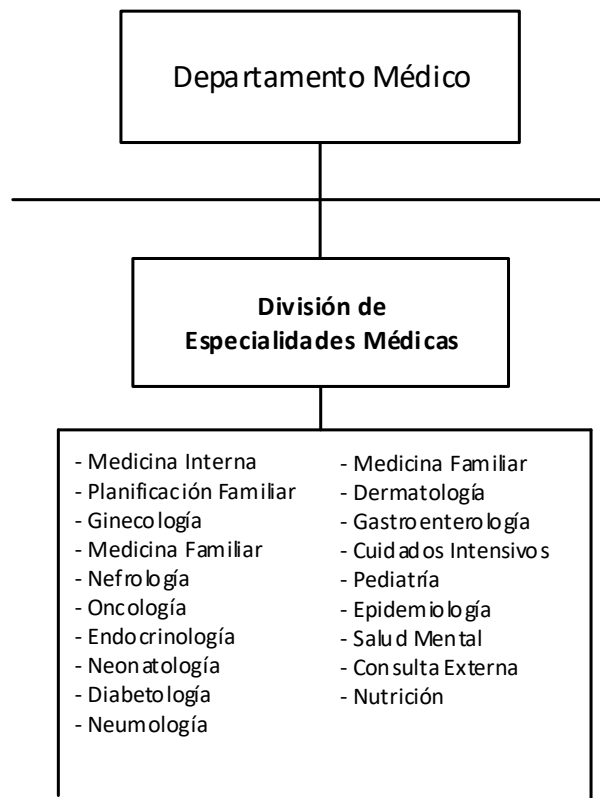 Departamento Médico
División de
Especialidades Médicas
- Medicina Interna
- Planificación Familiar
- Ginecología
- Medicina Familiar
- Nefrología
- Oncología
- Endocrinología
- Neonatología
- Diabetología
- Neumología
- Medicina Familiar
- Dermatología
- Gastroenterología
- Cuidados Intensivos
- Pediatría
- Epidemiología
- Salud Mental
- Consulta Externa
- Nutrición